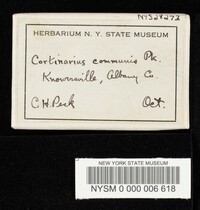 HERBARIUM N. Y. STATE MUSEUM
Cortinarius communis Pk.
Knowersville, Albany Co.
C. H. Peck Oct.
NEW YORK STATE MUSEUM
NYSM 0 000 006 618